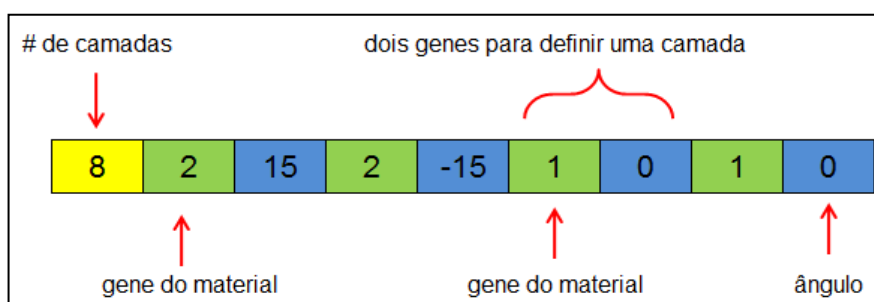 # de camadas
dois genes para definir uma camada
8 2 15 2 -15 1 0 1 0
gene do material
gene do material
ângulo